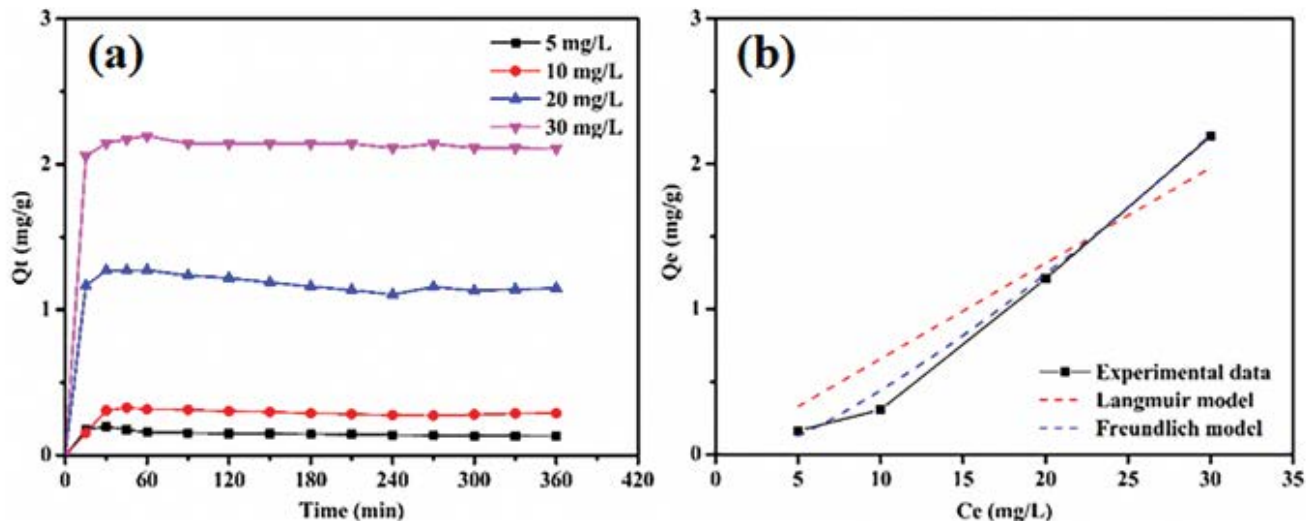 (a)
5 mg/L
10 mg/L
20 mg/L
30 mg/L
3
2
1
0
Qt (mg/g)
0 60 120 180 240 300 360 420
Time (min)
(b)
3
2
1
0
Qe (mg/g)
Experimental data
Langmuir model
Freundlich model
0 5 10 15 20 25 30 35
Ce (mg/L)